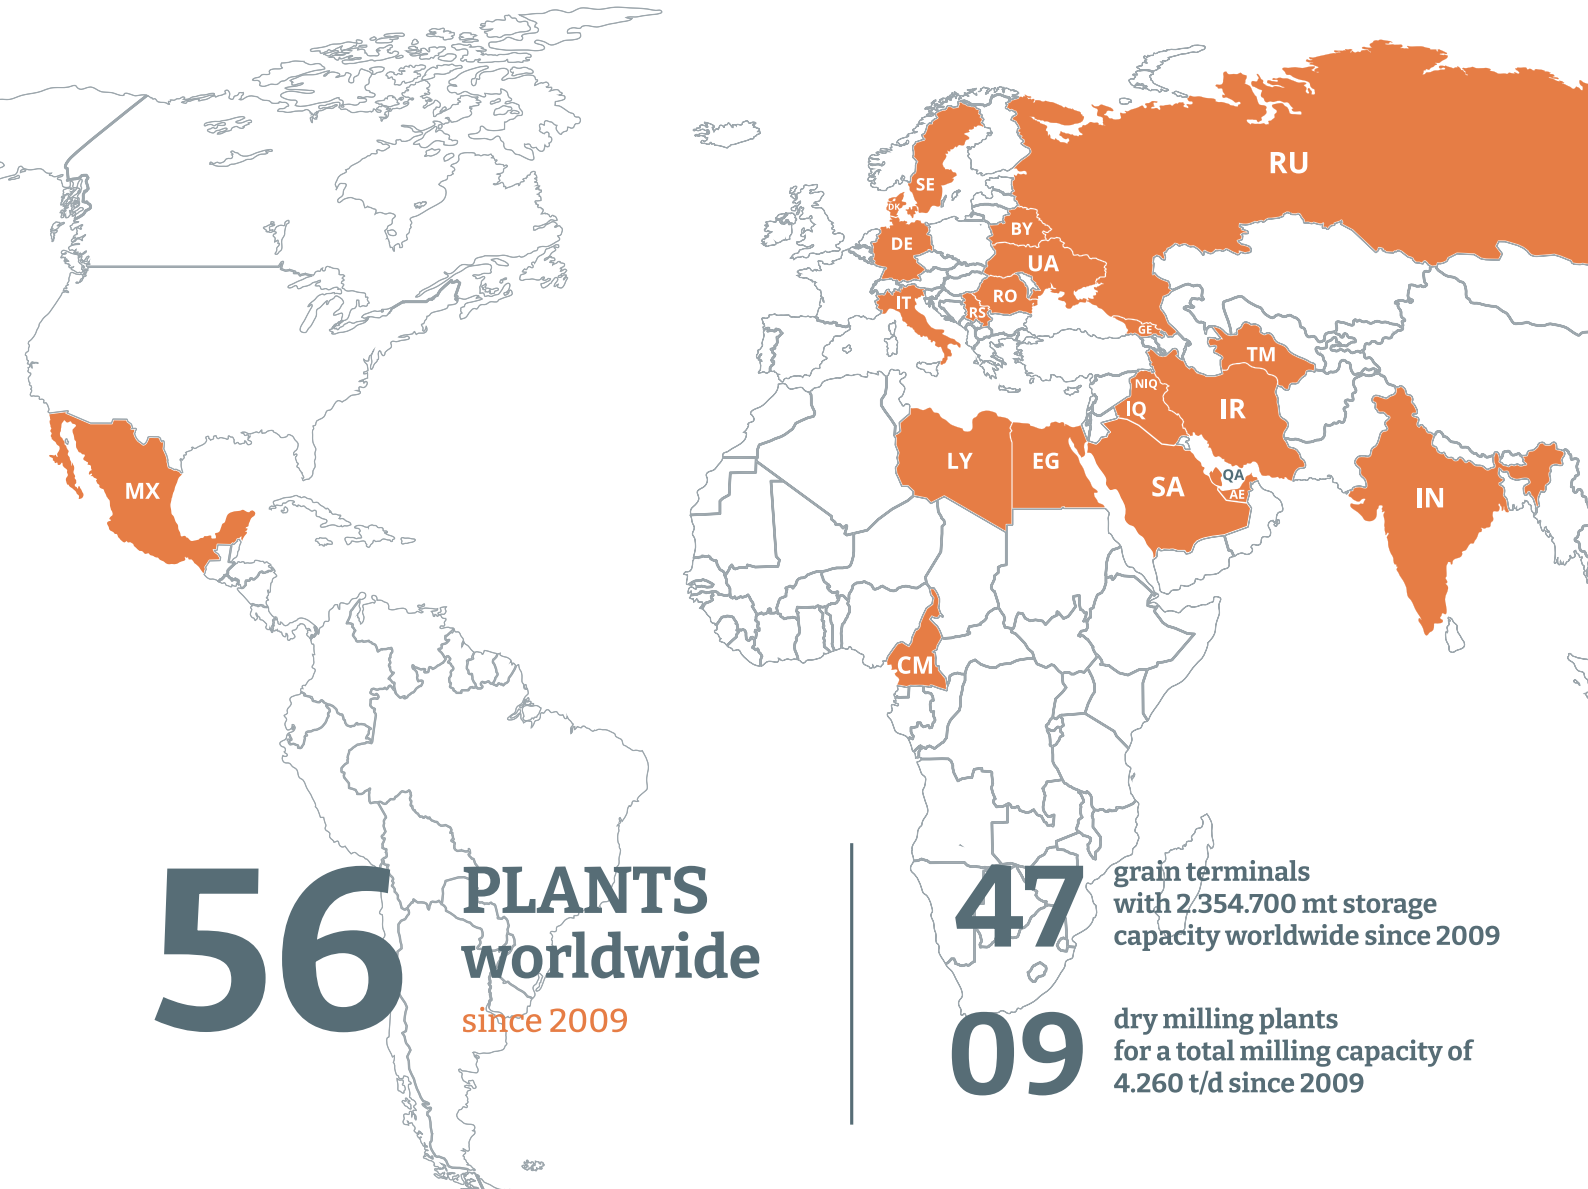 RU
SE
DK
BY
DE
UA
RO
IT
RS
GE
TM
NIQ
IQ
IR
LY
EG
QA
SA
AE
MX
IN
CM
56
PLANTS
worldwide
since 2009
47
grain terminals
with 2.354.700 mt storage
capacity worldwide since 2009
09
dry milling plants
for a total milling capacity of
4.260 t/d since 2009